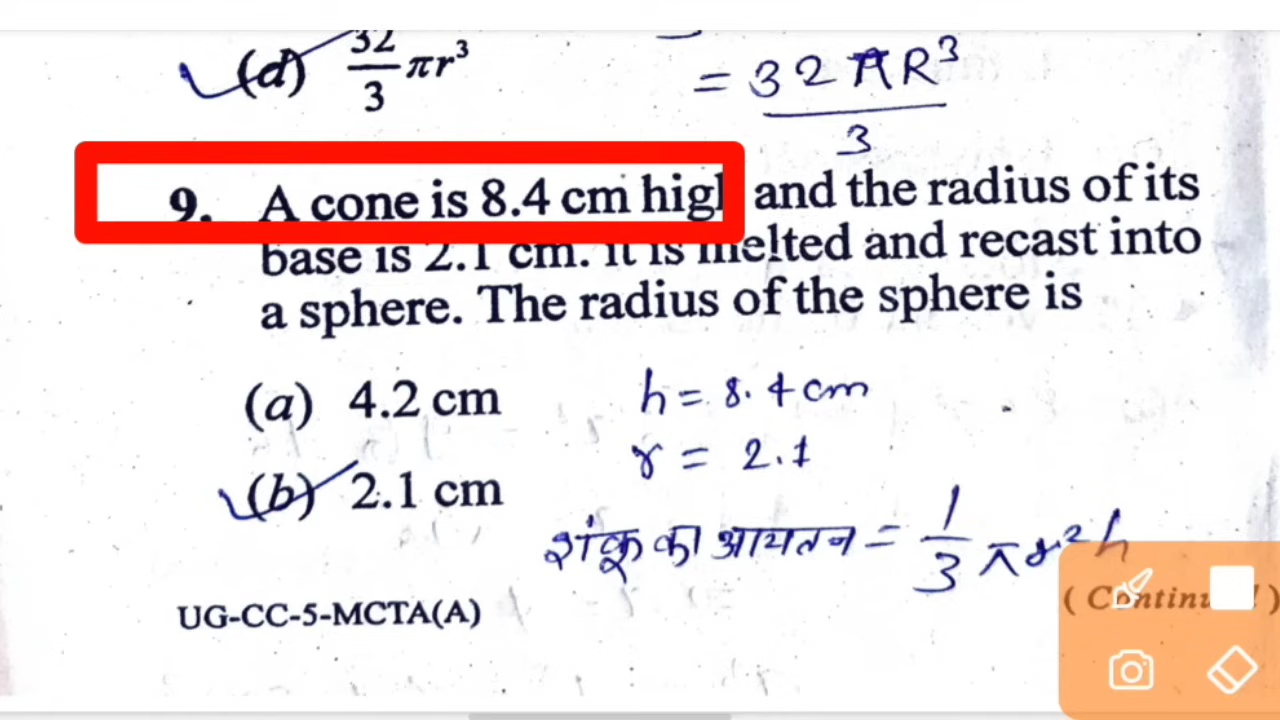 (d) 32/3 πr³
= 32πR³/3
9. A cone is 8.4 cm high and the radius of its
base is 2.1 cm. It is melted and recast into
a sphere. The radius of the sphere is
(a) 4.2 cm
h = 8.4 cm
r = 2.1
(b) 2.1 cm
शंकू का आयतन = 1/3 πr²h
(Continued)
UG-CC-5-MCTA(A)